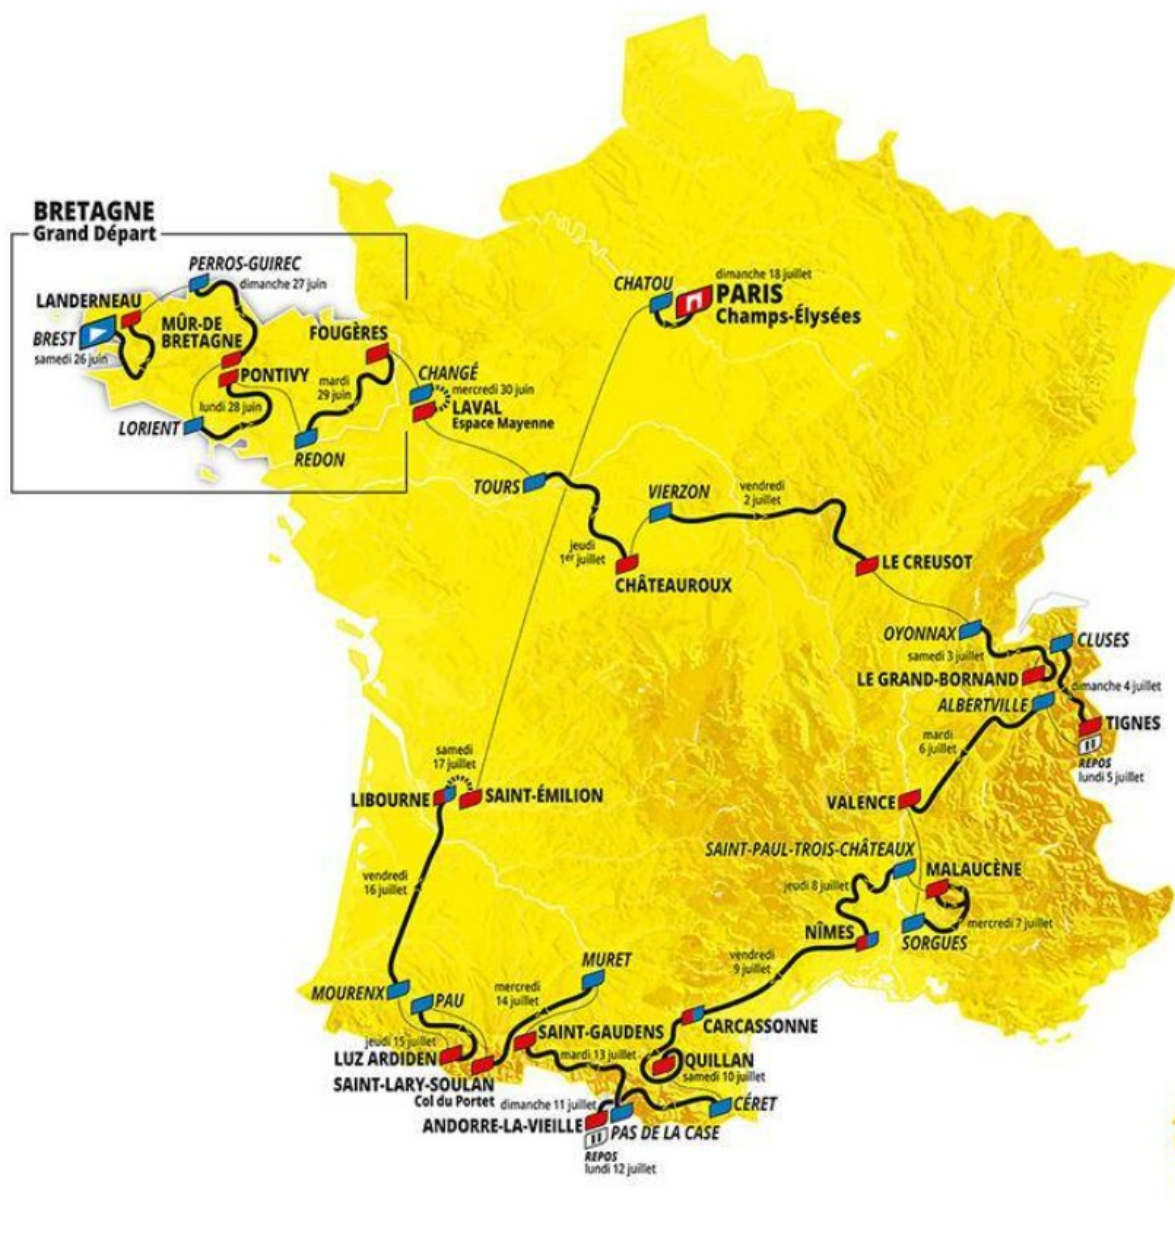 BRETAGNE
Grand Départ
PERROS-GUIREC
dimanche 27 juin
LANDERNEAU
BREST
samedi 26 juin
MÛR-DE
BRETAGNE
PONTIVY
lundi 28 juin
LORIENT
FOUGÈRES
mardi
29 juin
REDON
CHANGÉ
mercredi 30 juin
LAVAL
Espace Mayenne
CHATOU
dimanche 18 juillet
PARIS
Champs-Élysées
TOURS
jeudi
1er juillet
CHÂTEAUROUX
VIERZON
vendredi
2 juillet
LE CREUSOT
OYONNAX
samedi 3 juillet
CLUSES
LE GRAND-BORNAND
dimanche 4 juillet
ALBERTVILLE
TIGNES
REPOS
lundi 5 juillet
mardi
6 juillet
VALENCE
samedi
17 juillet
LIBOURNE
SAINT-ÉMILION
SAINT-PAUL-TROIS-CHÂTEAUX
MALAUCÈNE
jeudi 8 juillet
mercredi 7 juillet
SORGUES
NÎMES
vendredi
16 juillet
vendredi
9 juillet
MURET
mercredi
14 juillet
MOURENX
PAU
CARCASSONNE
SAINT-GAUDENS
jeudi 15 juillet
LUZ ARDIDEN
mardi 13 juillet
QUILLAN
samedi 10 juillet
SAINT-LARY-SOULAN
Col du Portet
dimanche 11 juillet
CÉRET
ANDORRE-LA-VIEILLE
PAS DE LA CASE
REPOS
lundi 12 juillet